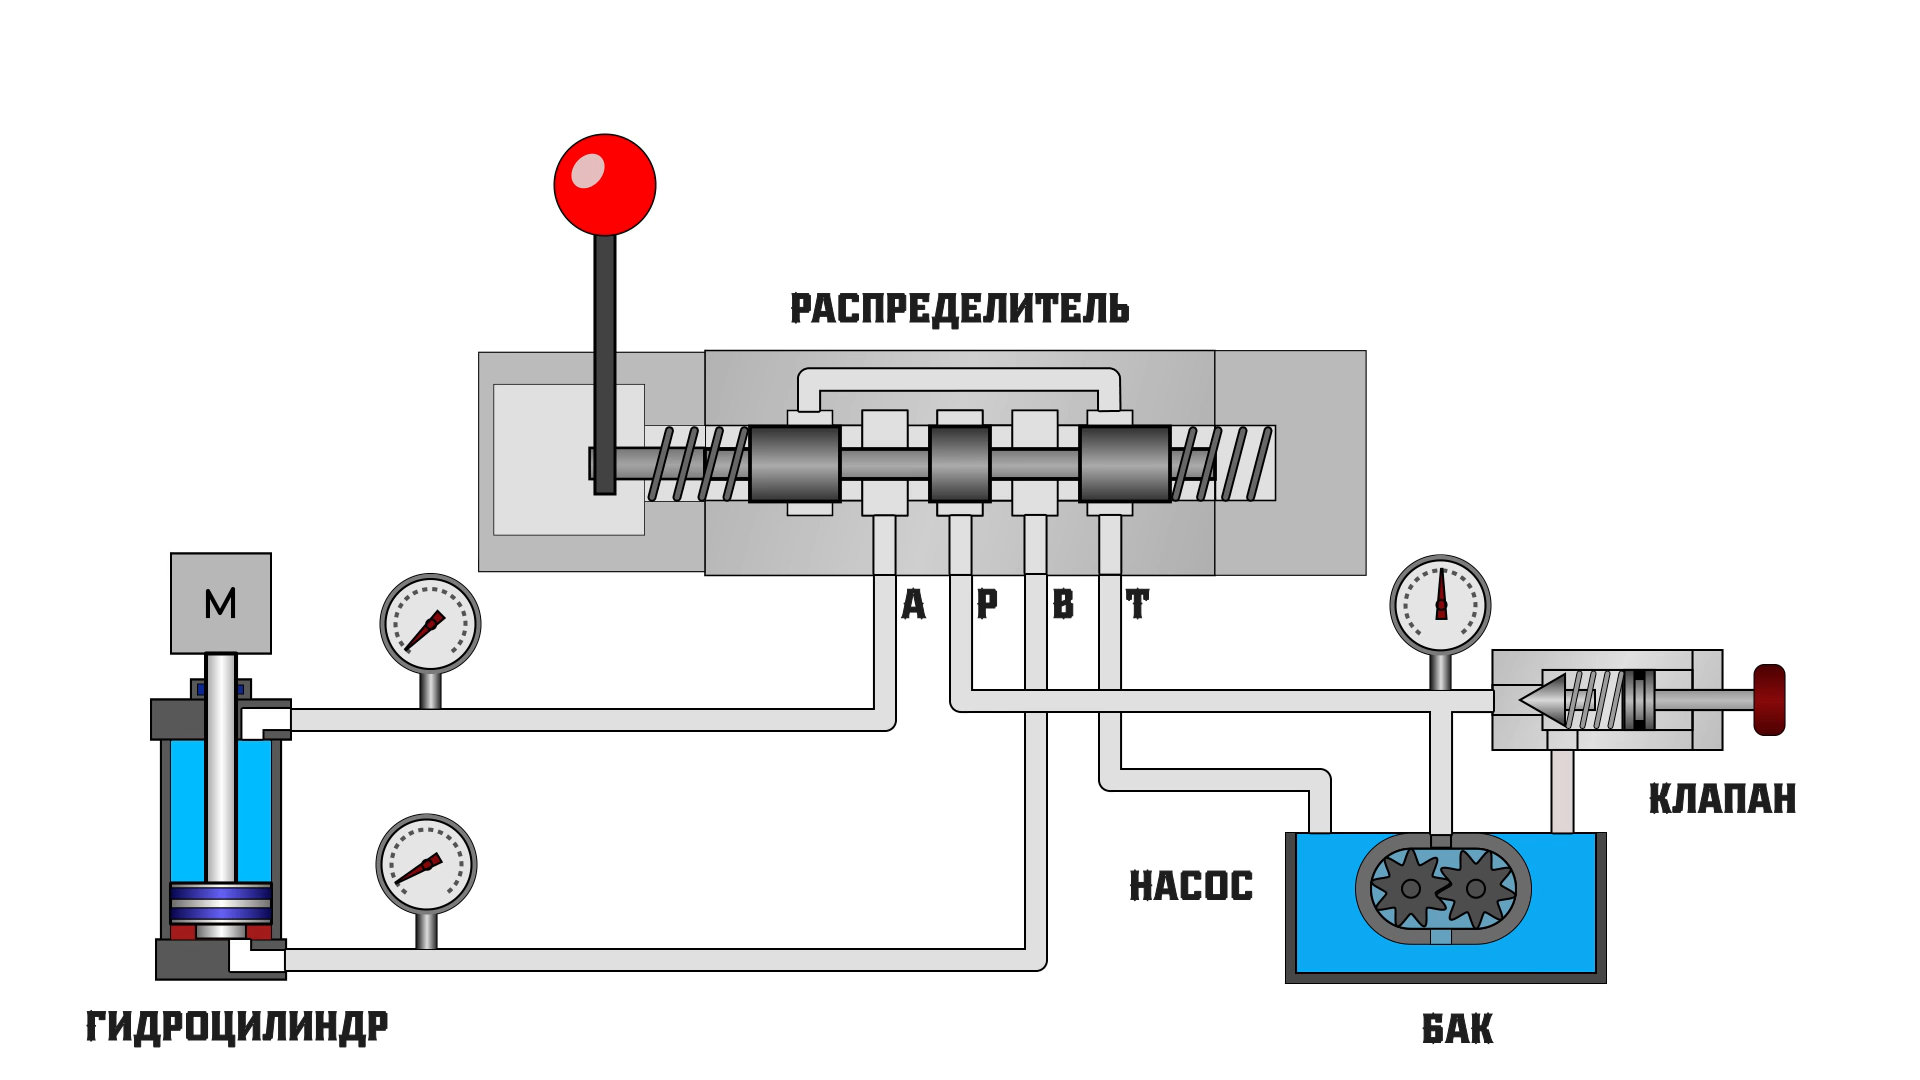 РАСПРЕДЕЛИТЕЛЬ
М
А Р В Т
КЛАПАН
НАСОС
ГИДРОЦИЛИНДР
БАК